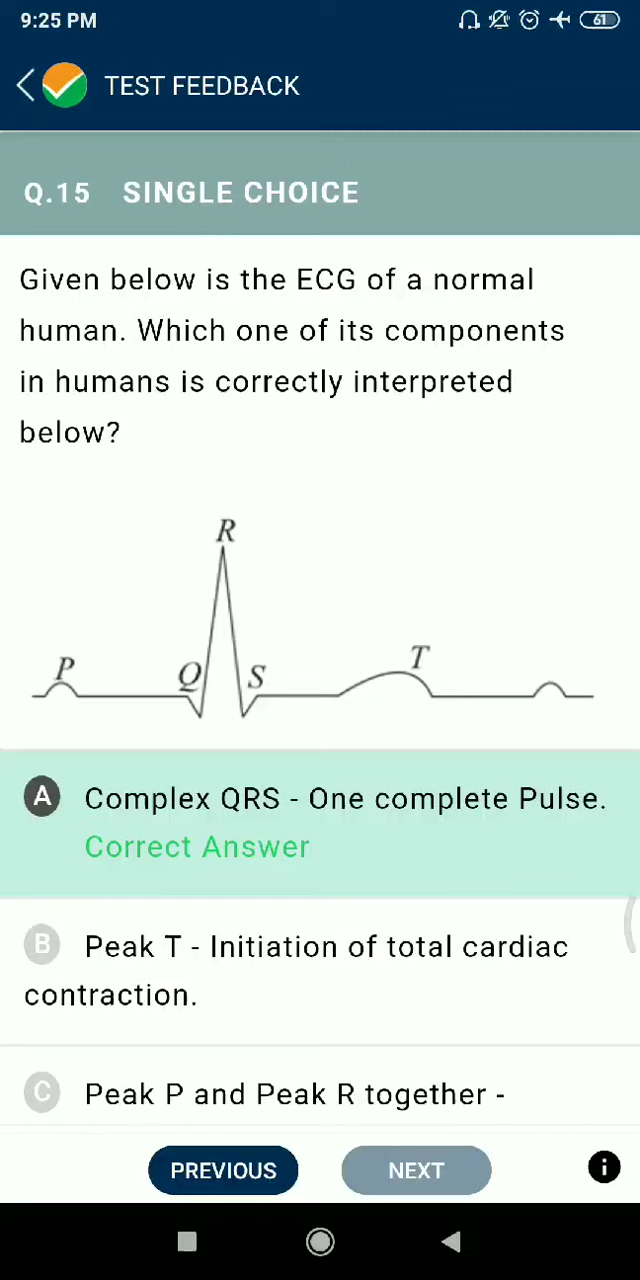 9:25 PM
61
TEST FEEDBACK
Q.15 SINGLE CHOICE
Given below is the ECG of a normal
human. Which one of its components
in humans is correctly interpreted
below?
R
P
Q
S
T
A Complex QRS - One complete Pulse.
Correct Answer
B Peak T - Initiation of total cardiac
contraction.
C Peak P and Peak R together -
PREVIOUS
NEXT
i